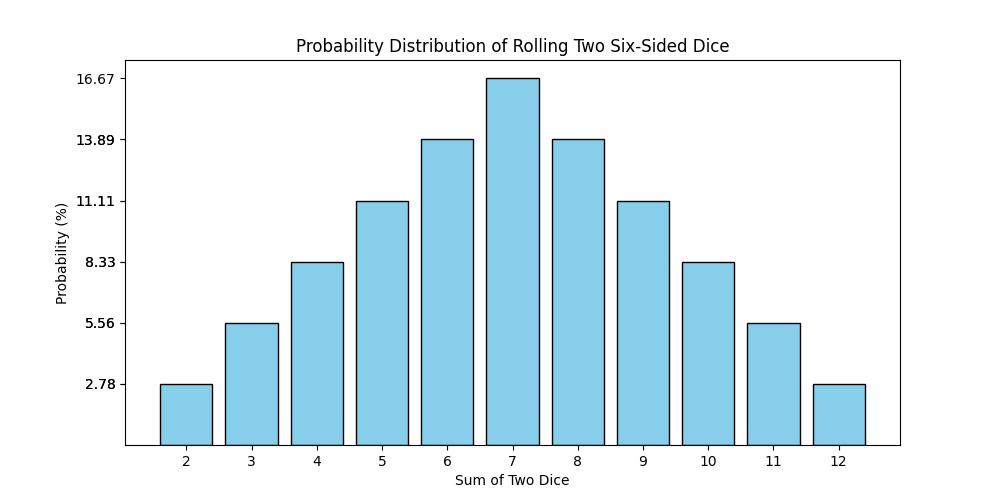 Probability Distribution of Rolling Two Six-Sided Dice
16.67
13.89
11.11
8.33
5.56
2.78
Probability (%)
2 3 4 5 6 7 8 9 10 11 12
Sum of Two Dice